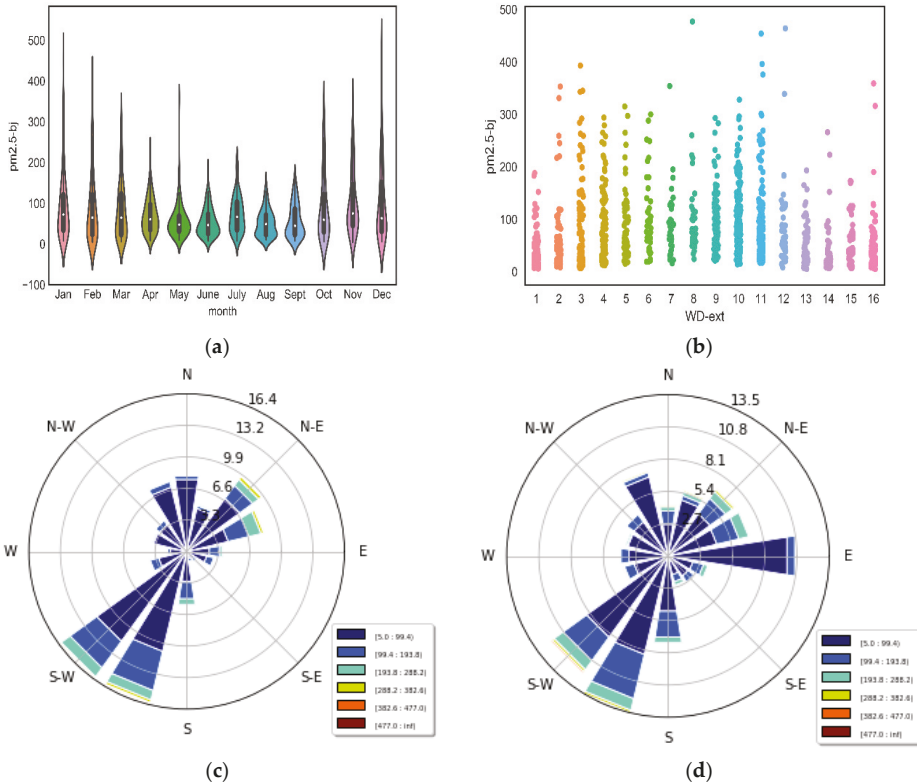 500
400
300
200
100
0
−100
pm2.5-bj
Jan Feb Mar Apr May June July Aug Sept Oct Nov Dec
month
(a)
500
400
300
200
100
0
pm2.5-bj
1 2 3 4 5 6 7 8 9 10 11 12 13 14 15 16
WD-ext
(b)
N
N-W
N-E
16.4
13.2
9.9
6.6
W
E
S-W
S-E
S
[5.0 : 99.4)
[99.4 : 193.8)
[193.8 : 288.2)
[288.2 : 382.6)
[382.6 : 477.0)
[477.0 : inf)
(c)
N
N-W
N-E
13.5
10.8
8.1
5.4
W
E
S-W
S-E
S
[5.0 : 99.4)
[99.4 : 193.8)
[193.8 : 288.2)
[288.2 : 382.6)
[382.6 : 477.0)
[477.0 : inf)
(d)